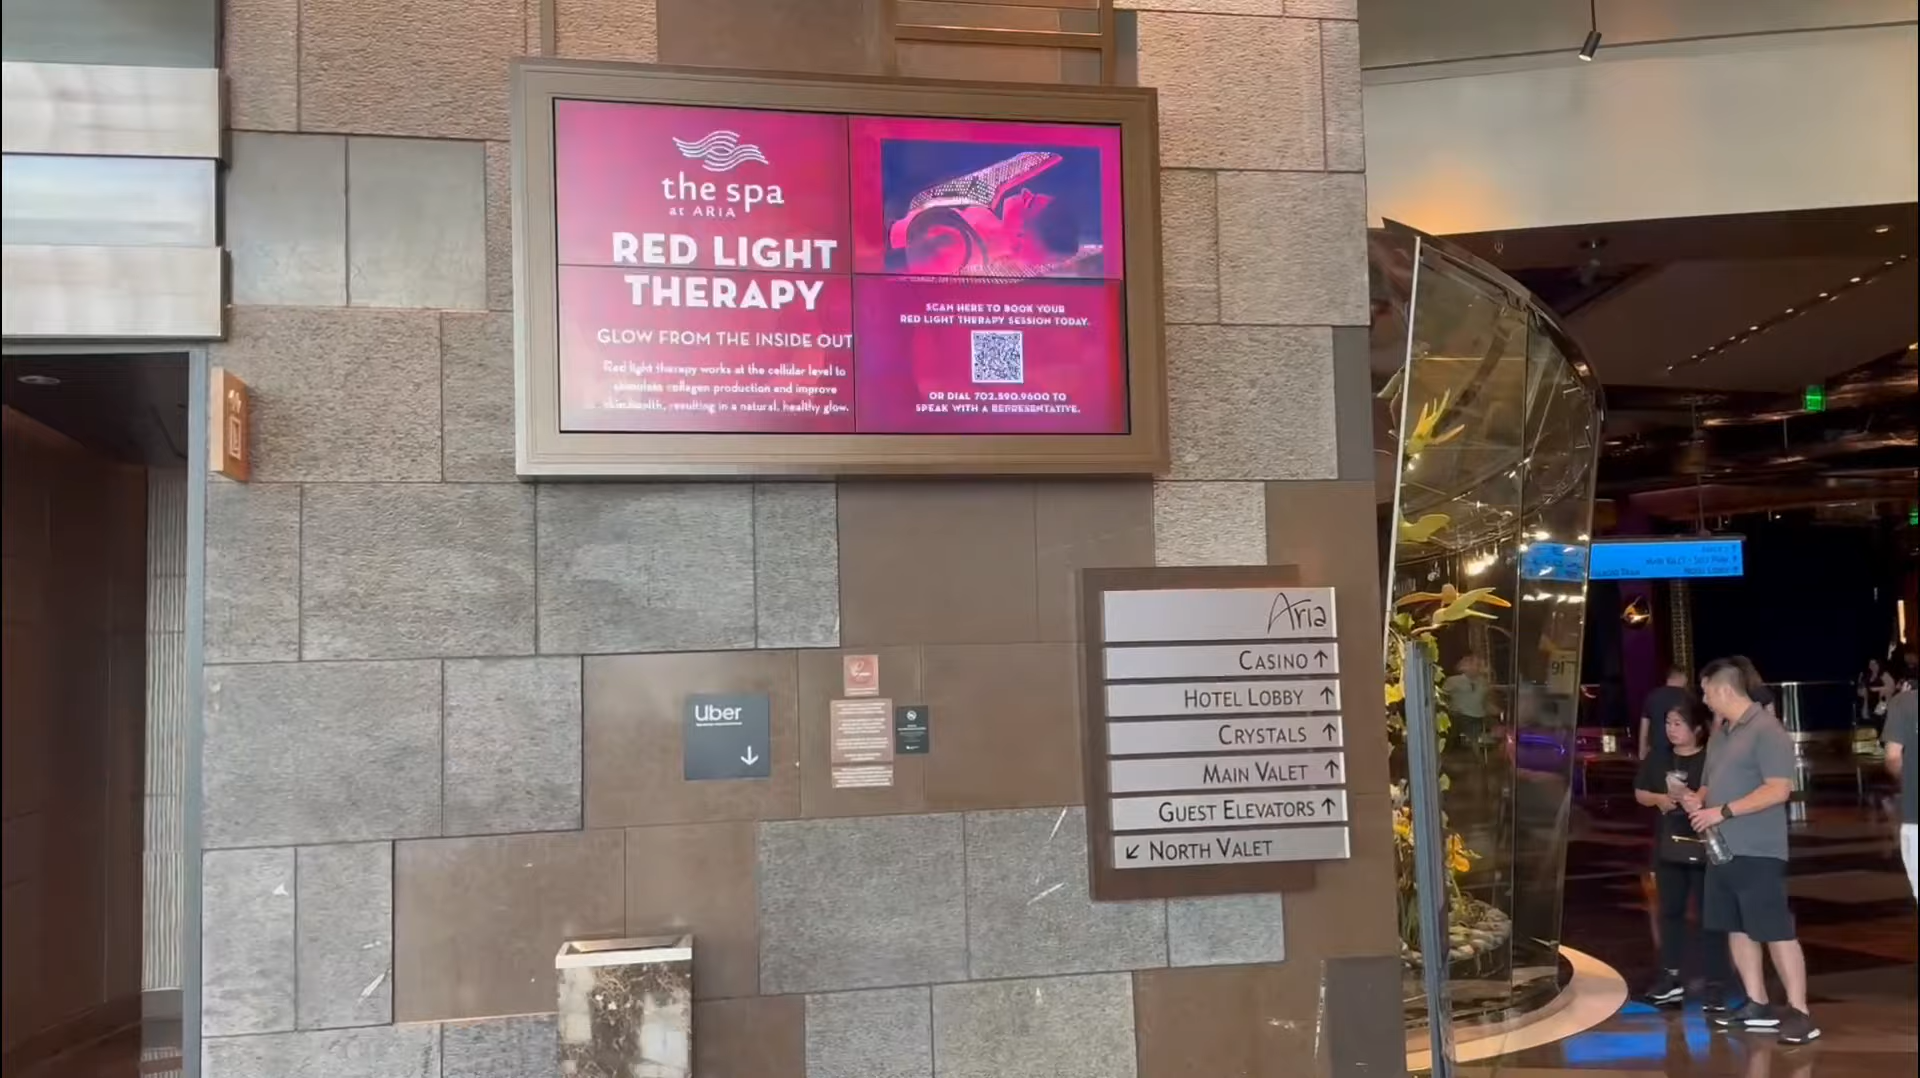 the spa
at ARIA
RED LIGHT
THERAPY
GLOW FROM THE INSIDE OUT
Red light therapy works at the cellular level to
stimulate collagen production and improve
skin health, resulting in a natural, healthy glow.
SCAN HERE TO BOOK YOUR
RED LIGHT THERAPY SESSION TODAY.
OR DIAL 702.590.9600 TO
SPEAK WITH A REPRESENTATIVE.
Uber
↓
Aria
CASINO ↑
HOTEL LOBBY ↑
CRYSTALS ↑
MAIN VALET ↑
GUEST ELEVATORS ↑
↙ NORTH VALET